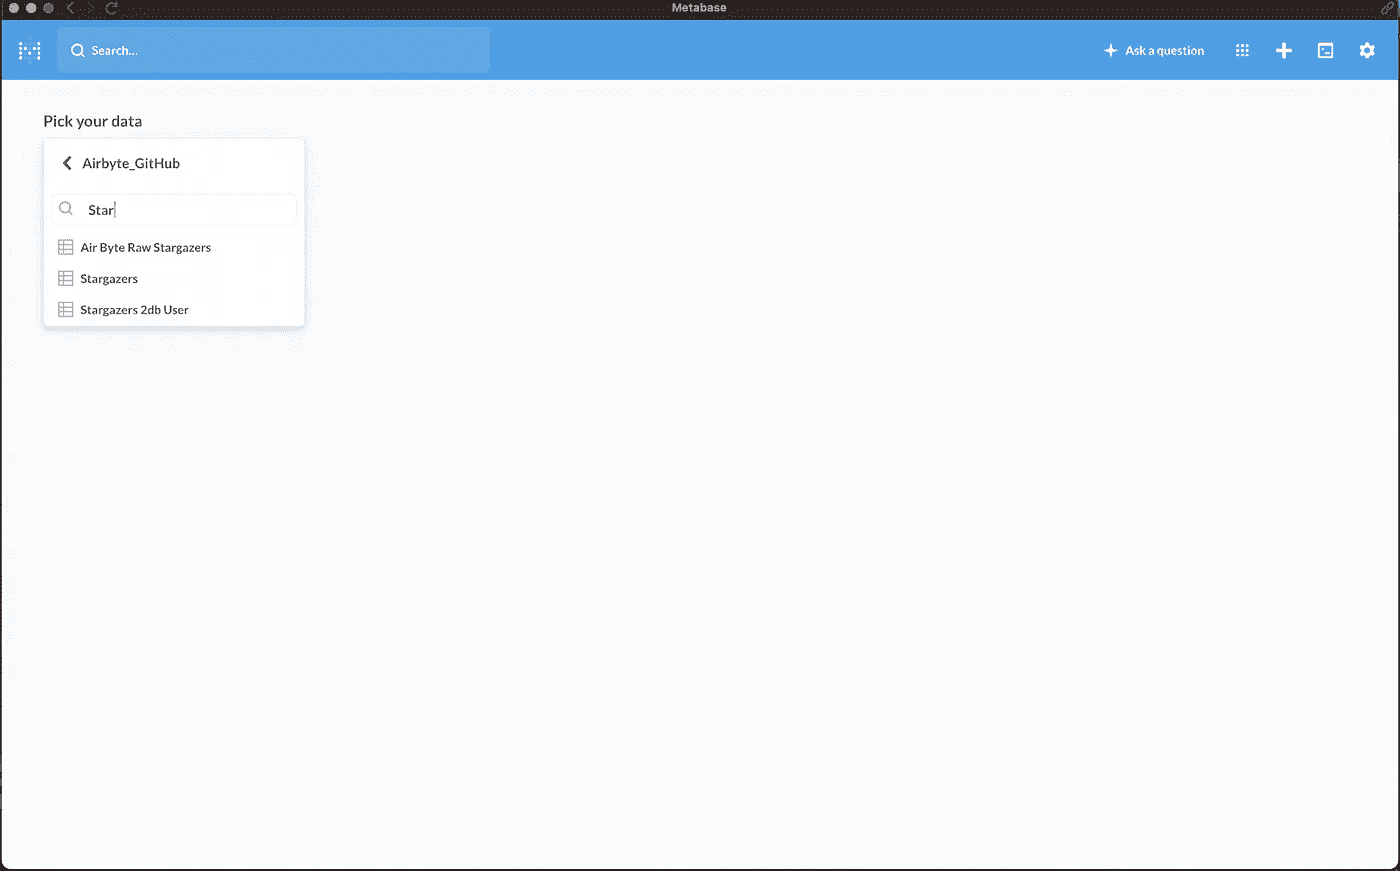 Metabase
Search...
Ask a question
Pick your data
Airbyte_GitHub
Star
Air Byte Raw Stargazers
Stargazers
Stargazers 2db User